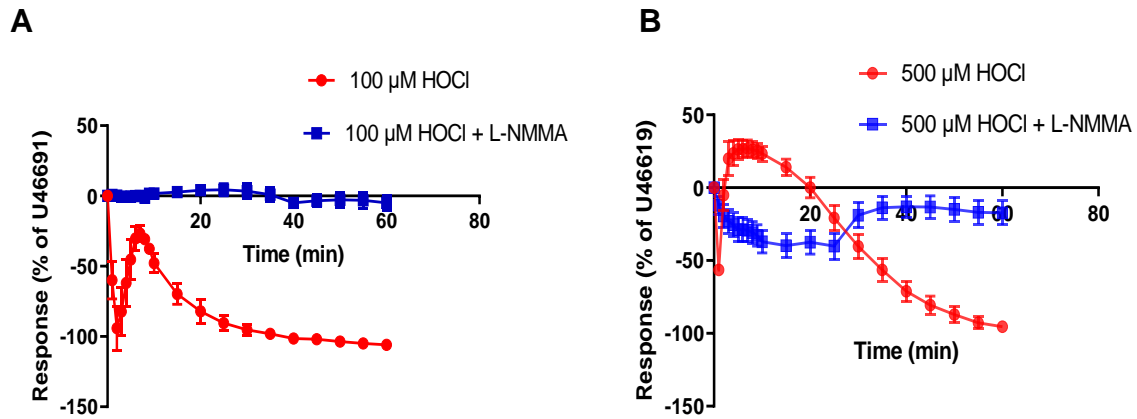 A
100 µM HOCl
100 µM HOCl + L-NMMA
Response (% of U46691)
50
0
-50
-100
-150
20
40
60
80
Time (min)
B
500 µM HOCl
500 µM HOCl + L-NMMA
Response (% of U46619)
50
0
-50
-100
-150
20
40
60
80
Time (min)